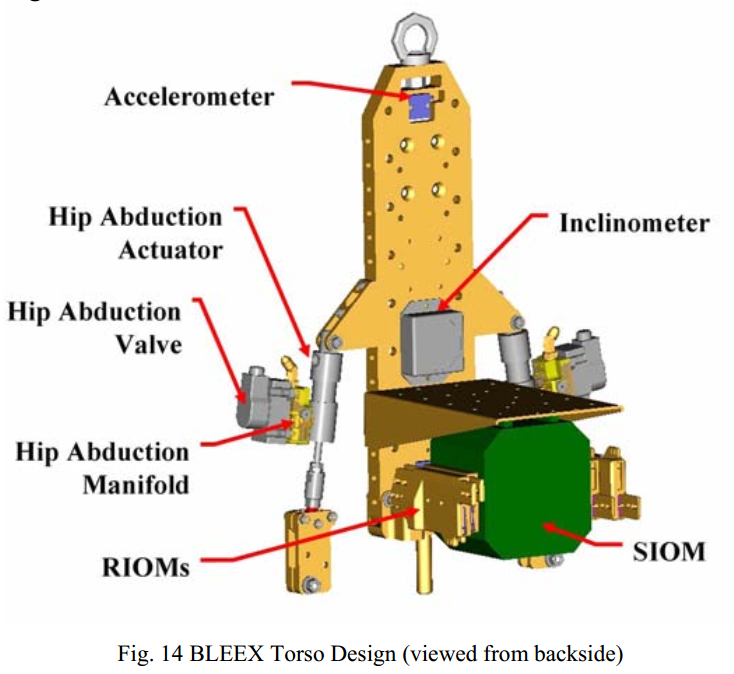 Accelerometer
Hip Abduction
Actuator
Inclinometer
Hip Abduction
Valve
Hip Abduction
Manifold
RIOMs
SIOM
Fig. 14 BLEEX Torso Design (viewed from backside)